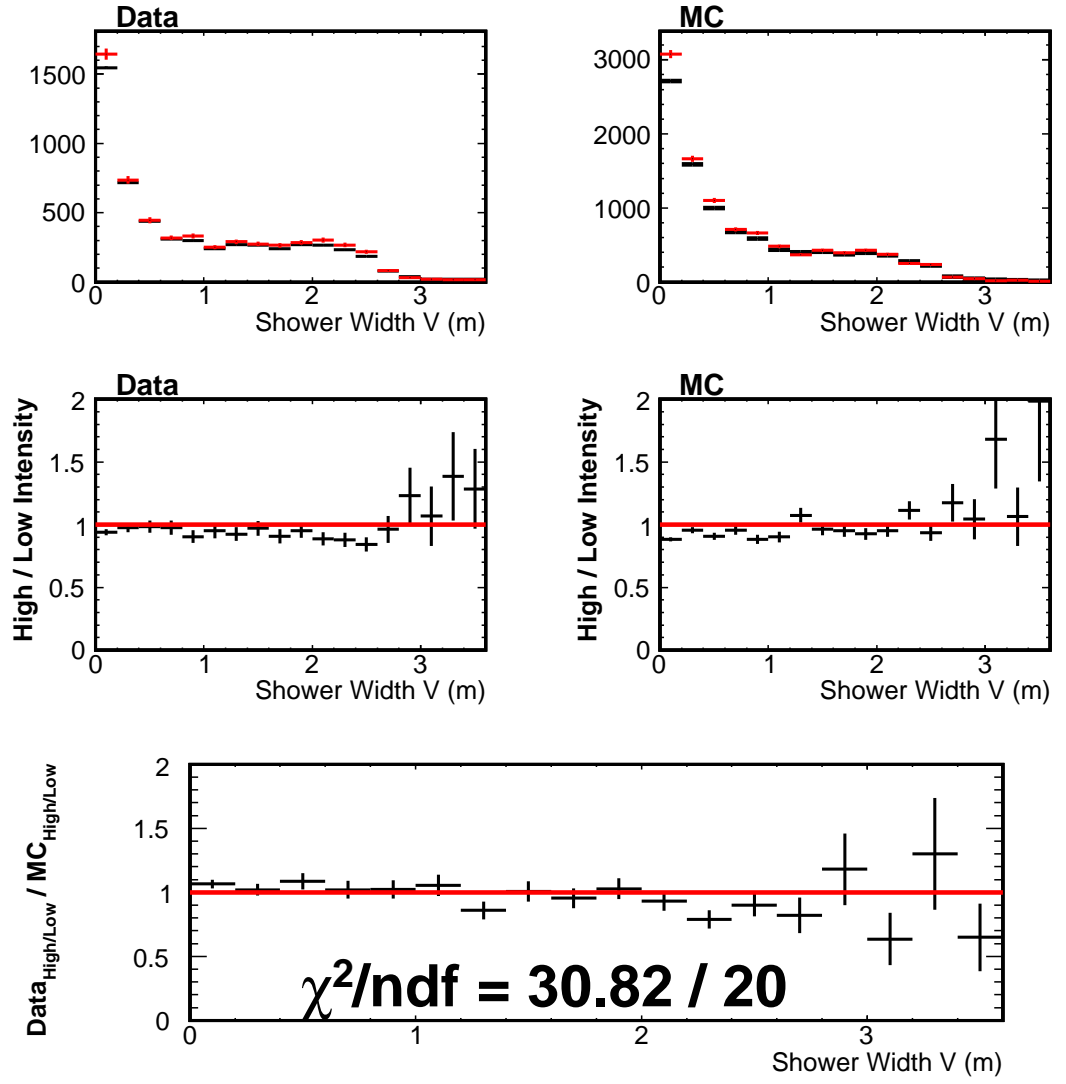 Data
1500
1000
500
0
0 1 2 3
Shower Width V (m)
MC
3000
2000
1000
0
0 1 2 3
Shower Width V (m)
Data
High / Low Intensity
2
1.5
1
0.5
0
0 1 2 3
Shower Width V (m)
MC
High / Low Intensity
2
1.5
1
0.5
0
0 1 2 3
Shower Width V (m)
Data_High/Low / MC_High/Low
2
1.5
1
0.5
0
χ²/ndf = 30.82 / 20
0 1 2 3
Shower Width V (m)